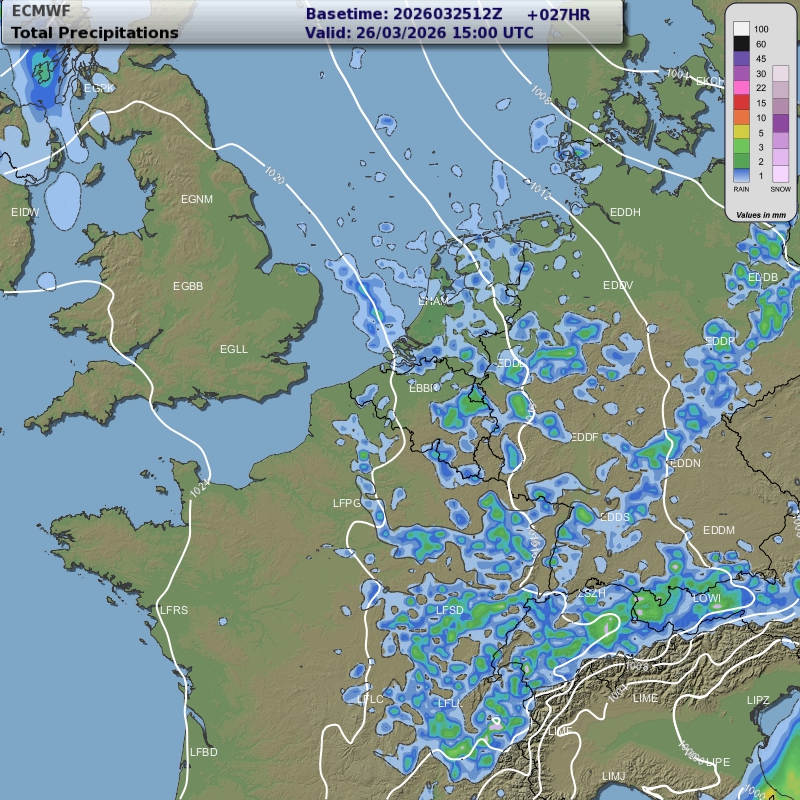 ECMWF
Total Precipitations
Basetime: 2026032512Z +027HR
Valid: 26/03/2026 15:00 UTC
100
60
45
30
22
15
10
5
3
2
1
RAIN SNOW
Values in mm
EGPK
EKCH
1004
1008
1012
1020
EIDW
EGNM
EDDH
EGBB
EHAM
EDDV
EDDB
EGLL
EDDL
EDDP
EBBR
EDDF
EDDN
1024
LFPG
EDDS
EDDM
1016
LFRS
LFSD
LSZH
LOWI
LFLC
LFLL
LIME
LIPZ
LIMF
LFBD
LIPE
LIMJ
1000